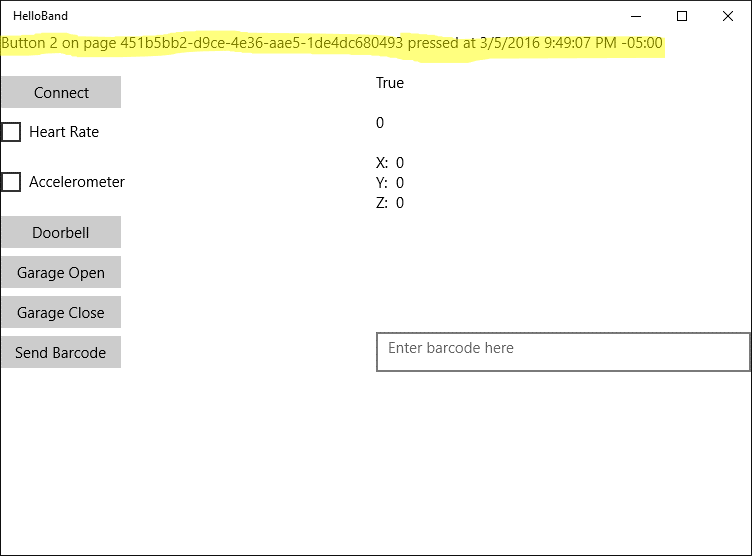 HelloBand
Button 2 on page 451b5bb2-d9ce-4e36-aae5-1de4dc680493 pressed at 3/5/2016 9:49:07 PM -05:00
Connect
True
Heart Rate
0
Accelerometer
X: 0
Y: 0
Z: 0
Doorbell
Garage Open
Garage Close
Send Barcode
Enter barcode here